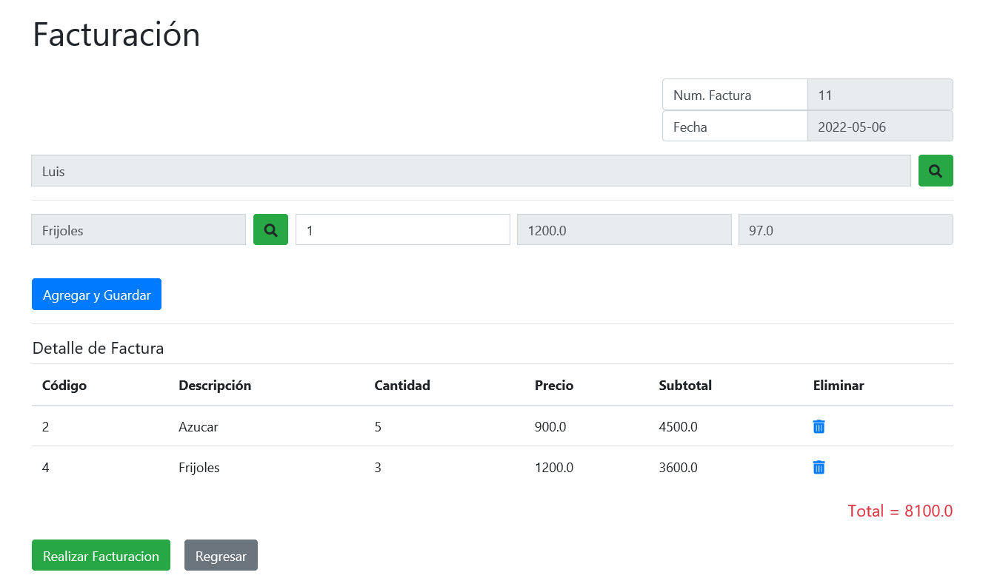 Facturación
Num. Factura 11
Fecha 2022-05-06
Luis
Frijoles 1 1200.0 97.0
Agregar y Guardar
Detalle de Factura
Código Descripción Cantidad Precio Subtotal Eliminar
2 Azucar 5 900.0 4500.0
4 Frijoles 3 1200.0 3600.0
Total = 8100.0
Realizar Facturacion Regresar